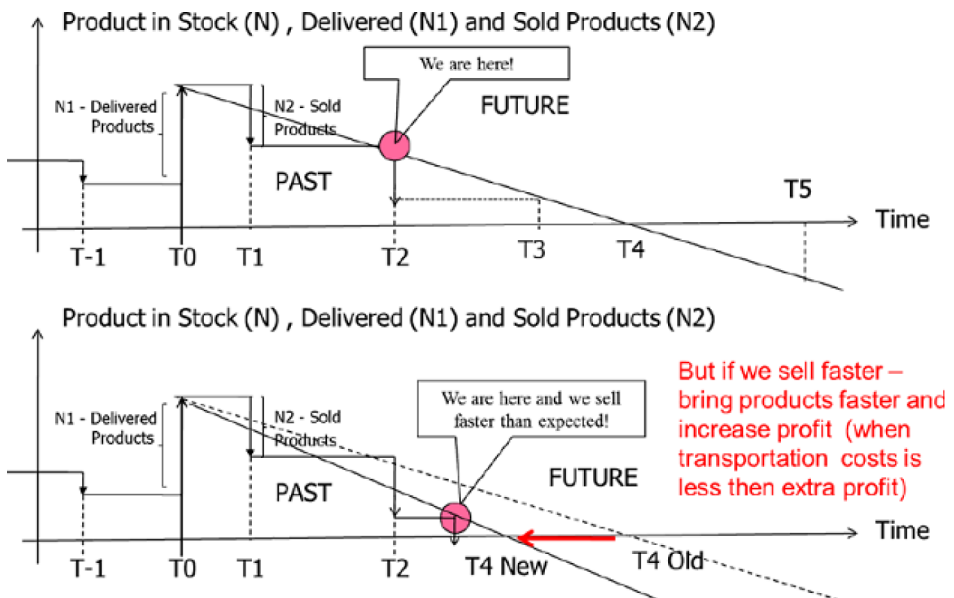 Product in Stock (N) , Delivered (N1) and Sold Products (N2)
We are here!
N1 - Delivered
Products
N2 - Sold
Products
FUTURE
PAST
T5
Time
T-1
T0
T1
T2
T3
T4
Product in Stock (N) , Delivered (N1) and Sold Products (N2)
But if we sell faster –
bring products faster and
increase profit (when
transportation costs is
less then extra profit)
We are here and we sell
faster than expected!
N1 - Delivered
Products
N2 - Sold
Products
FUTURE
PAST
Time
T-1
T0
T1
T2
T4 New
T4 Old